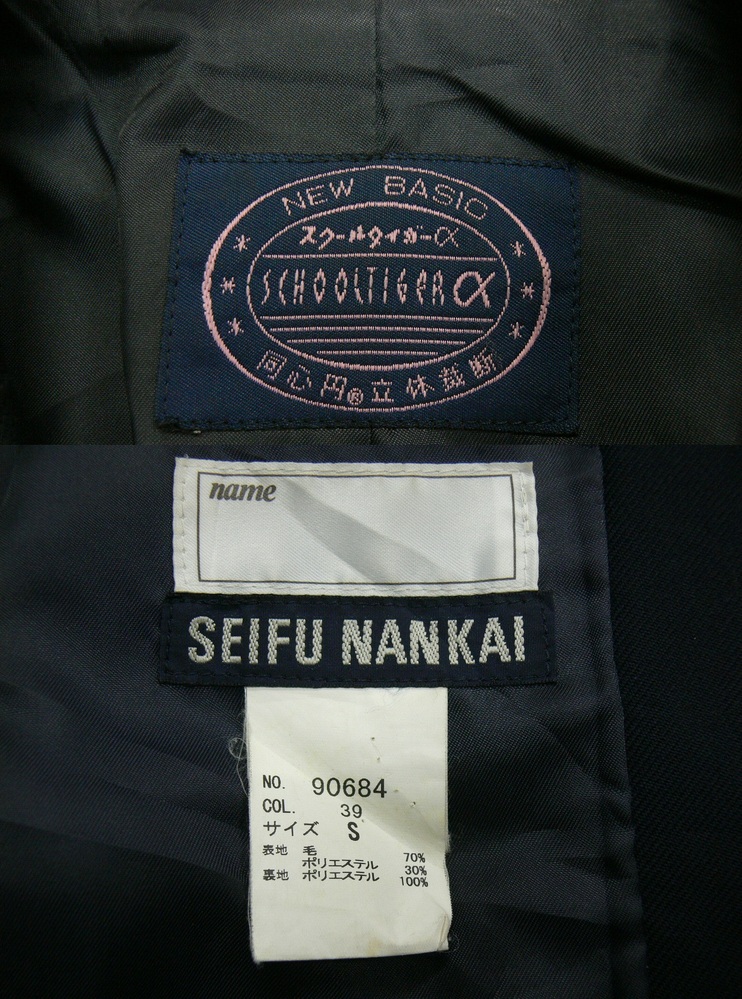 NEW BASIC
スクールタイガーα
SCHOOLTIGER α
同心円®立体裁断
name
SEIFU NANKAI
NO. 90684
COL. 39
サイズ S
表地 毛 70%
ポリエステル 30%
裏地 ポリエステル 100%